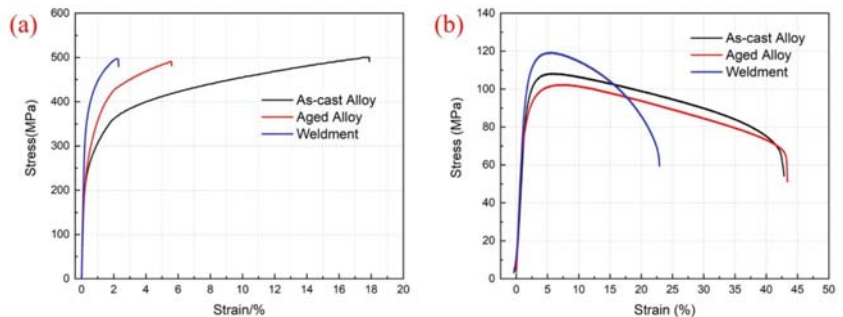 (a)
600
500
400
300
200
100
0
Stress(MPa)
As-cast Alloy
Aged Alloy
Weldment
0 2 4 6 8 10 12 14 16 18 20
Strain/%
(b)
140
120
100
80
60
40
20
0
Stress (MPa)
As-cast Alloy
Aged Alloy
Weldment
0 5 10 15 20 25 30 35 40 45 50
Strain (%)